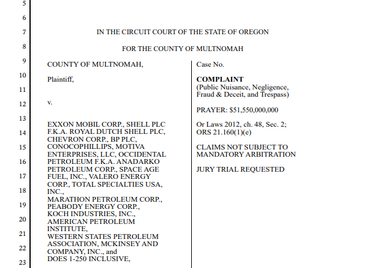 5
6
7 IN THE CIRCUIT COURT OF THE STATE OF OREGON
8 FOR THE COUNTY OF MULTNOMAH
9 COUNTY OF MULTNOMAH,
10 Plaintiff,
11
12 v.
13
14 EXXON MOBIL CORP., SHELL PLC
F.K.A. ROYAL DUTCH SHELL PLC,
CHEVRON CORP., BP PLC,
15 CONOCOPHILLIPS, MOTIVA
ENTERPRISES, LLC, OCCIDENTAL
16 PETROLEUM F.K.A. ANADARKO
PETROLEUM CORP., SPACE AGE
17 FUEL, INC., VALERO ENERGY
CORP., TOTAL SPECIALTIES USA,
18 INC.,
MARATHON PETROLEUM CORP.,
19 PEABODY ENERGY CORP.,
KOCH INDUSTRIES, INC.,
20 AMERICAN PETROLEUM
INSTITUTE,
21 WESTERN STATES PETROLEUM
ASSOCIATION, MCKINSEY AND
22 COMPANY, INC., and
DOES 1-250 INCLUSIVE,
23
Case No.
COMPLAINT
(Public Nuisance, Negligence,
Fraud & Deceit, and Trespass)
PRAYER: $51,550,000,000
Or Laws 2012, ch. 48, Sec. 2;
ORS 21.160(1)(e)
CLAIMS NOT SUBJECT TO
MANDATORY ARBITRATION
JURY TRIAL REQUESTED